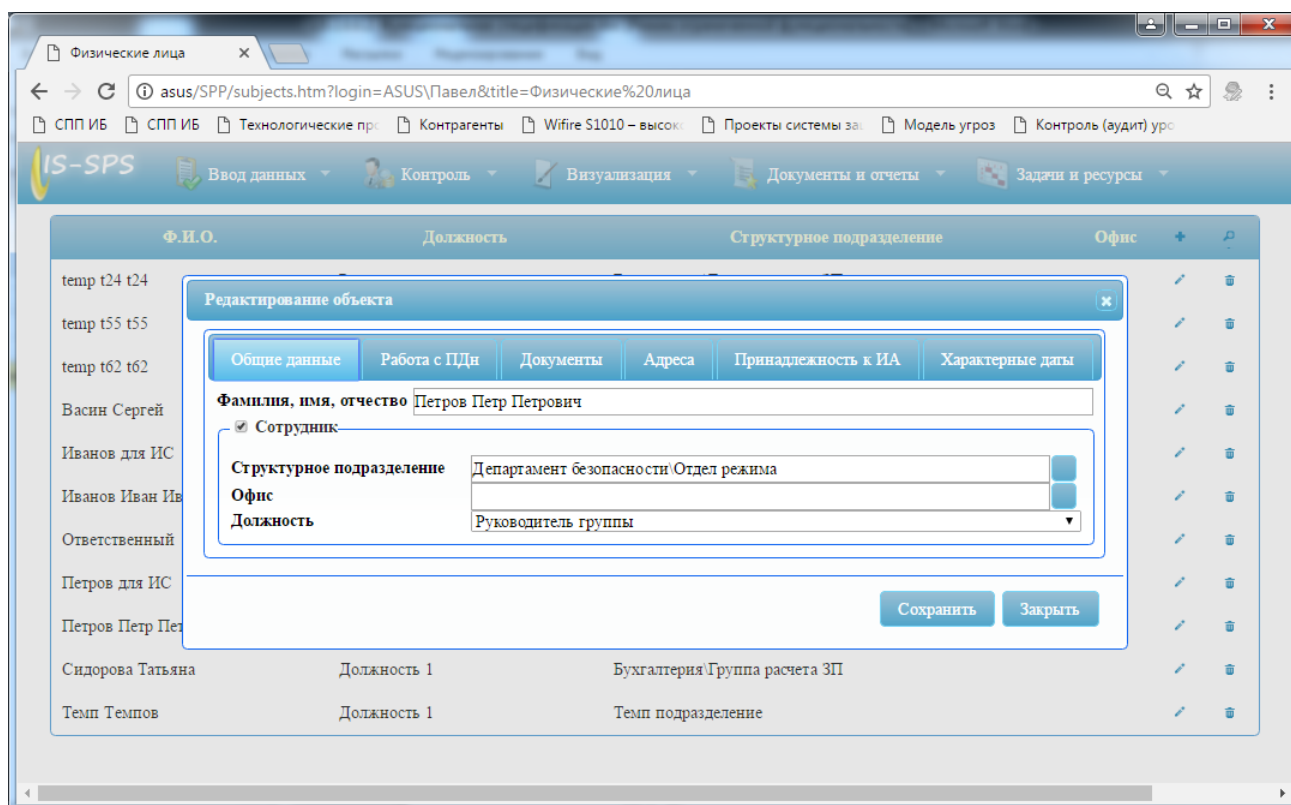 Физические лица
asus/SPP/subjects.htm?login=ASUS\Павел&title=Физические%20лица
СПП ИБ СПП ИБ Технологические про Контрагенты Wifire S1010 – высоко Проекты системы за Модель угроз Контроль (аудит) уро
IS-SPS Ввод данных Контроль Визуализация Документы и отчеты Задачи и ресурсы
Ф.И.О. Должность Структурное подразделение Офис
temp t24 t24
Редактирование объекта
temp t55 t55
Общие данные Работа с ПДн Документы Адреса Принадлежность к ИА Характерные даты
temp t62 t62
Фамилия, имя, отчество Петров Петр Петрович
Васин Сергей
Сотрудник
Иванов для ИС
Структурное подразделение Департамент безопасности\Отдел режима
Иванов Иван Ив
Офис
Должность Руководитель группы
Ответственный
Петров для ИС
Сохранить Закрыть
Петров Петр Пет
Сидорова Татьяна Должность 1 Бухгалтерия\Группа расчета ЗП
Темп Темпов Должность 1 Темп подразделение